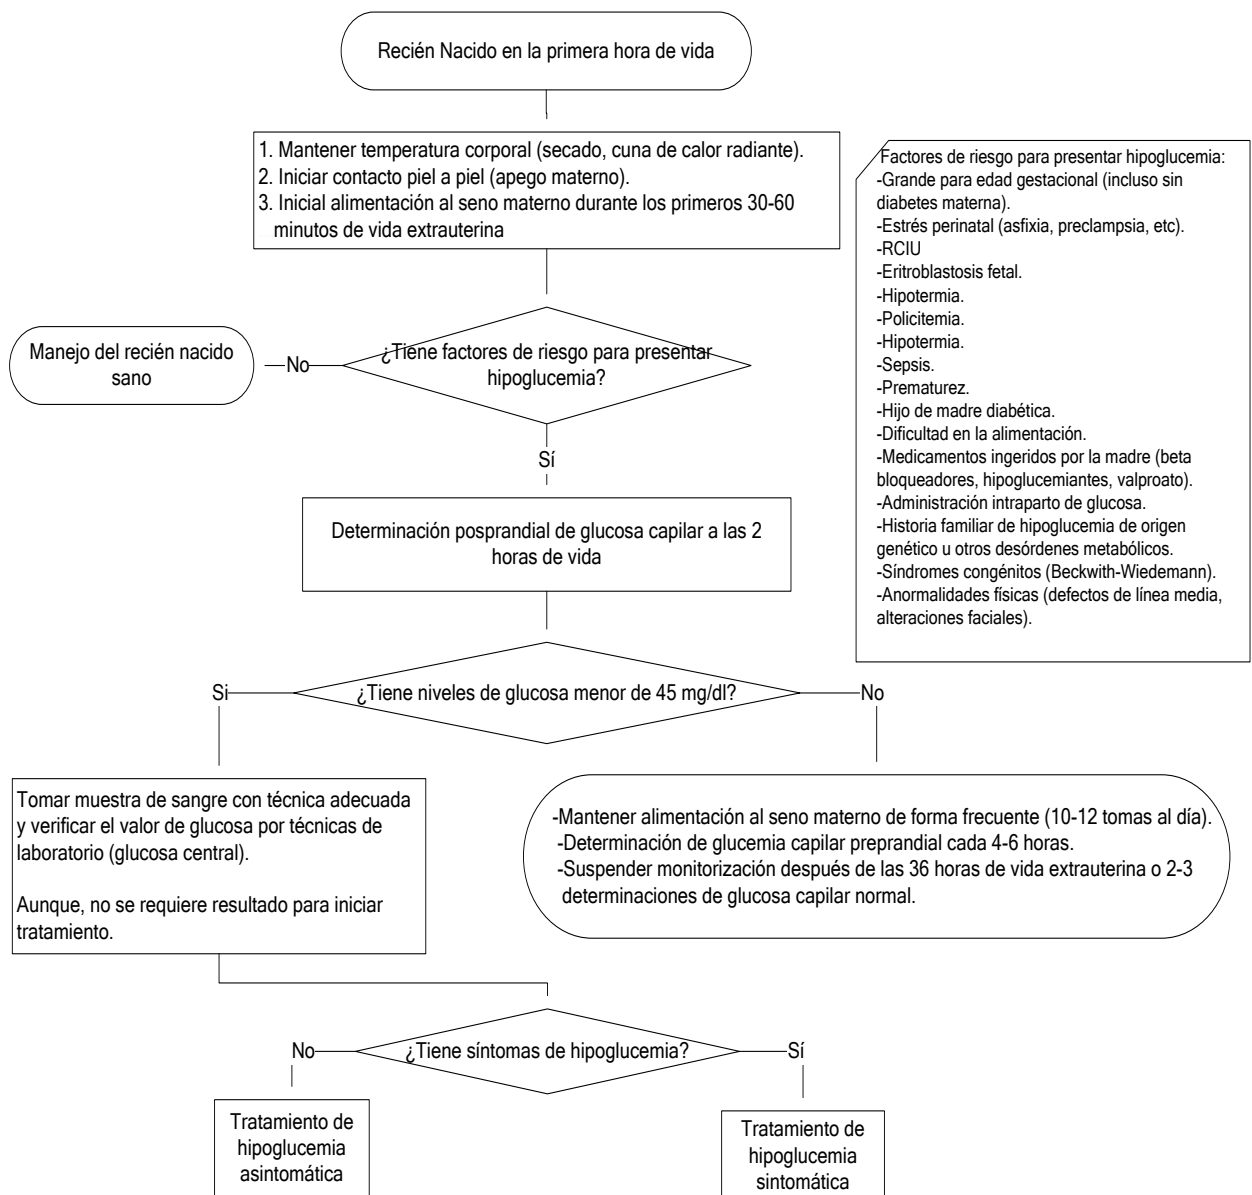 Recién Nacido en la primera hora de vida
1. Mantener temperatura corporal (secado, cuna de calor radiante).
2. Iniciar contacto piel a piel (apego materno).
3. Inicial alimentación al seno materno durante los primeros 30-60
minutos de vida extrauterina
Factores de riesgo para presentar hipoglucemia:
-Grande para edad gestacional (incluso sin
diabetes materna).
-Estrés perinatal (asfixia, preclampsia, etc).
-RCIU
-Eritroblastosis fetal.
-Hipotermia.
-Policitemia.
-Hipotermia.
-Sepsis.
-Prematurez.
-Hijo de madre diabética.
-Dificultad en la alimentación.
-Medicamentos ingeridos por la madre (beta
bloqueadores, hipoglucemiantes, valproato).
-Administración intraparto de glucosa.
-Historia familiar de hipoglucemia de origen
genético u otros desórdenes metabólicos.
-Síndromes congénitos (Beckwith-Wiedemann).
-Anormalidades físicas (defectos de línea media,
alteraciones faciales).
¿Tiene factores de riesgo para presentar
hipoglucemia?
No
Manejo del recién nacido
sano
Sí
Determinación posprandial de glucosa capilar a las 2
horas de vida
¿Tiene niveles de glucosa menor de 45 mg/dl?
Si
No
Tomar muestra de sangre con técnica adecuada
y verificar el valor de glucosa por técnicas de
laboratorio (glucosa central).
Aunque, no se requiere resultado para iniciar
tratamiento.
-Mantener alimentación al seno materno de forma frecuente (10-12 tomas al día).
-Determinación de glucemia capilar preprandial cada 4-6 horas.
-Suspender monitorización después de las 36 horas de vida extrauterina o 2-3
determinaciones de glucosa capilar normal.
¿Tiene síntomas de hipoglucemia?
No
Sí
Tratamiento de
hipoglucemia
asintomática
Tratamiento de
hipoglucemia
sintomática